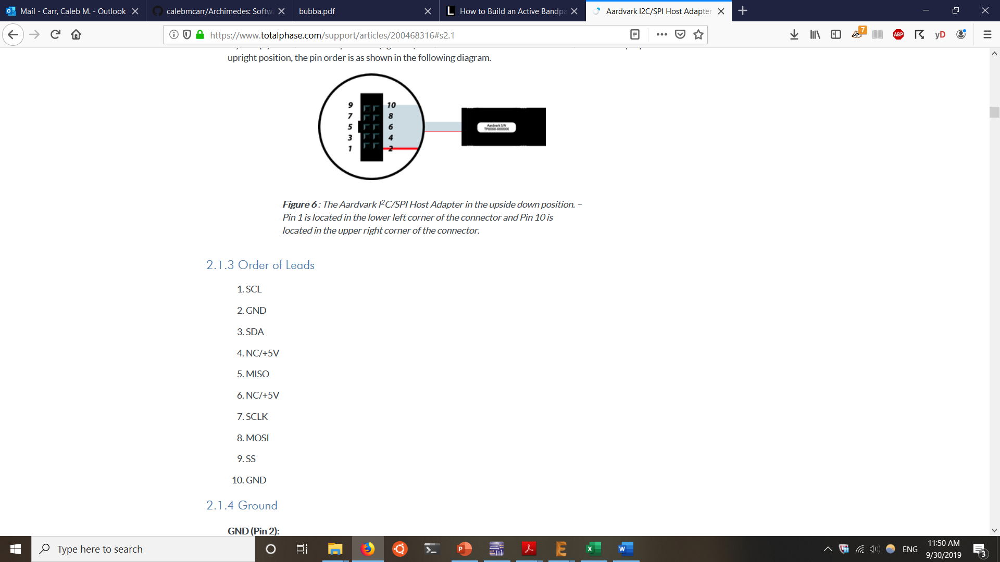 Mail - Carr, Caleb M. - Outlook
calebmcarr/Archimedes: Softwa
bubba.pdf
How to Build an Active Bandpa
Aardvark I2C/SPI Host Adapter
https://www.totalphase.com/support/articles/200468316#s2.1
7
ABP
yD
upright position, the pin order is as shown in the following diagram.
9 10
7 8
5 6
3 4
1 2
Aardvark S/N
TPXXXX-XXXXXX
Figure 6 : The Aardvark I²C/SPI Host Adapter in the upside down position. –
Pin 1 is located in the lower left corner of the connector and Pin 10 is
located in the upper right corner of the connector.
2.1.3 Order of Leads
1. SCL
2. GND
3. SDA
4. NC/+5V
5. MISO
6. NC/+5V
7. SCLK
8. MOSI
9. SS
10. GND
2.1.4 Ground
GND (Pin 2):
Type here to search
ENG
11:50 AM
9/30/2019
3